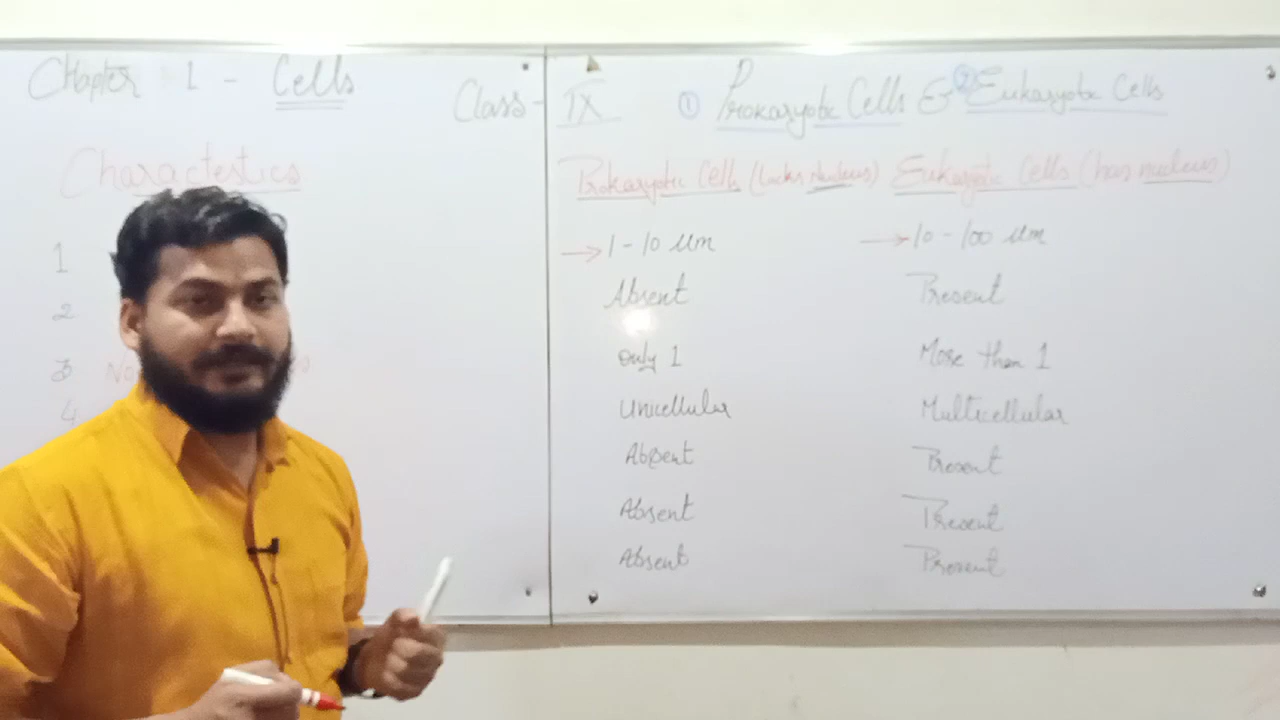 Chapter 1 - Cells
Class - IX
① Prokaryotic Cells & ② Eukaryotic Cells
Charactestics
Prokaryotic Cells (Lacks Nucleus)
Eukaryotic Cells (has nucleus)
1
→ 1-10 um
→ 10-100 um
2
Absent
Present
3
only 1
More than 1
4
Unicellular
Multicellular
Absent
Present
Absent
Present
Absent
Present